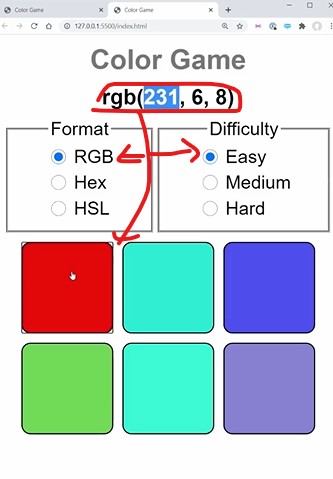 Color Game
Color Game
127.0.0.1:5500/index.html
Color Game
rgb(231, 6, 8)
Format
Difficulty
RGB
Easy
Hex
Medium
HSL
Hard